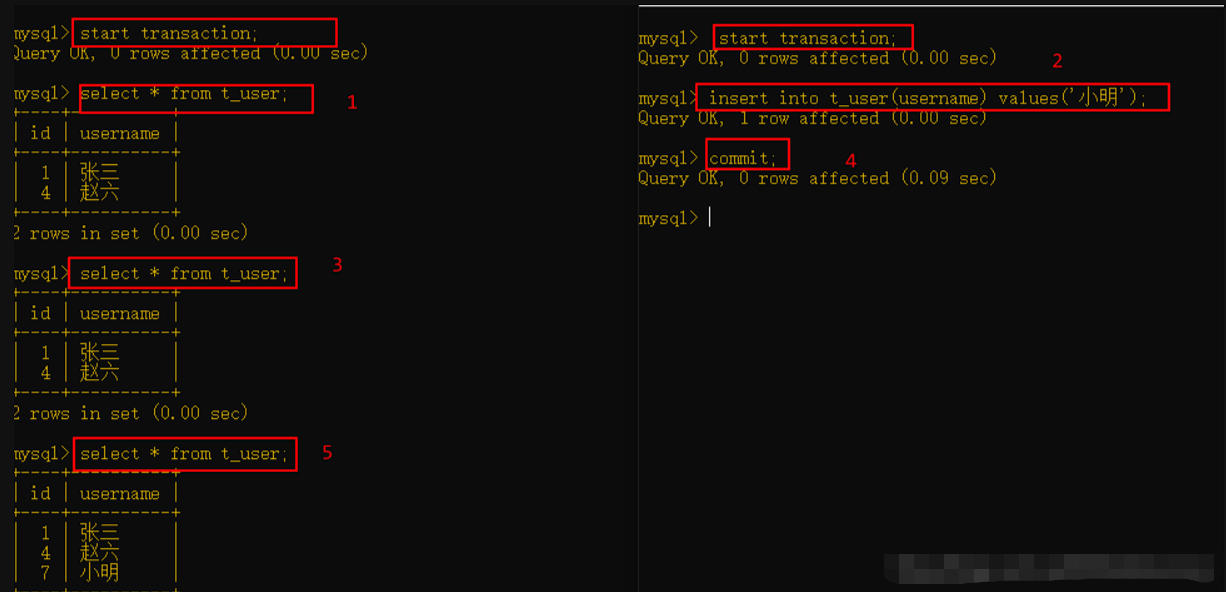 mysql> start transaction;
Query OK, 0 rows affected (0.00 sec)
mysql> select * from t_user; 1
| id | username |
| 1 | 张三 |
| 4 | 赵六 |
2 rows in set (0.00 sec)
mysql> select * from t_user; 3
| id | username |
| 1 | 张三 |
| 4 | 赵六 |
2 rows in set (0.00 sec)
mysql> select * from t_user; 5
| id | username |
| 1 | 张三 |
| 4 | 赵六 |
| 7 | 小明 |
mysql> start transaction;
Query OK, 0 rows affected (0.00 sec)
2
mysql> insert into t_user(username) values('小明');
Query OK, 1 row affected (0.00 sec)
mysql> commit; 4
Query OK, 0 rows affected (0.09 sec)
mysql>